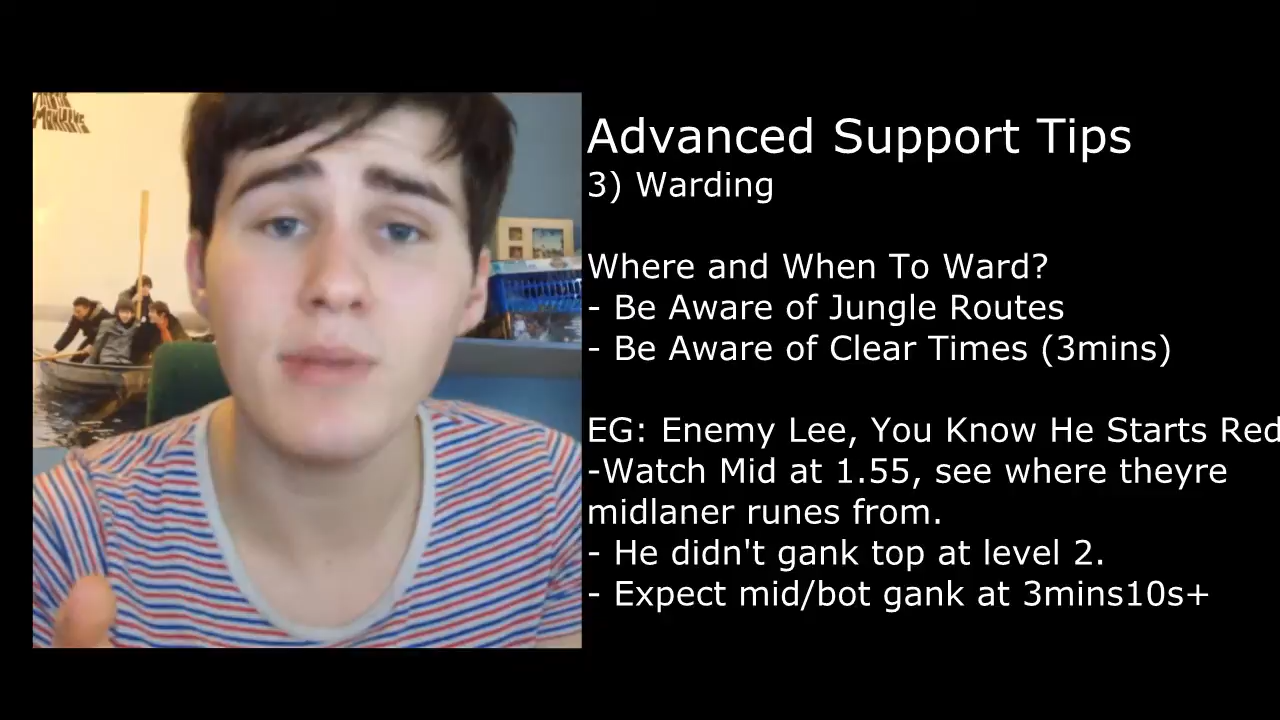 ARCTIC
MONKEYS
Advanced Support Tips
3) Warding
Where and When To Ward?
- Be Aware of Jungle Routes
- Be Aware of Clear Times (3mins)
EG: Enemy Lee, You Know He Starts Red
-Watch Mid at 1.55, see where theyre
midlaner runes from.
- He didn't gank top at level 2.
- Expect mid/bot gank at 3mins10s+